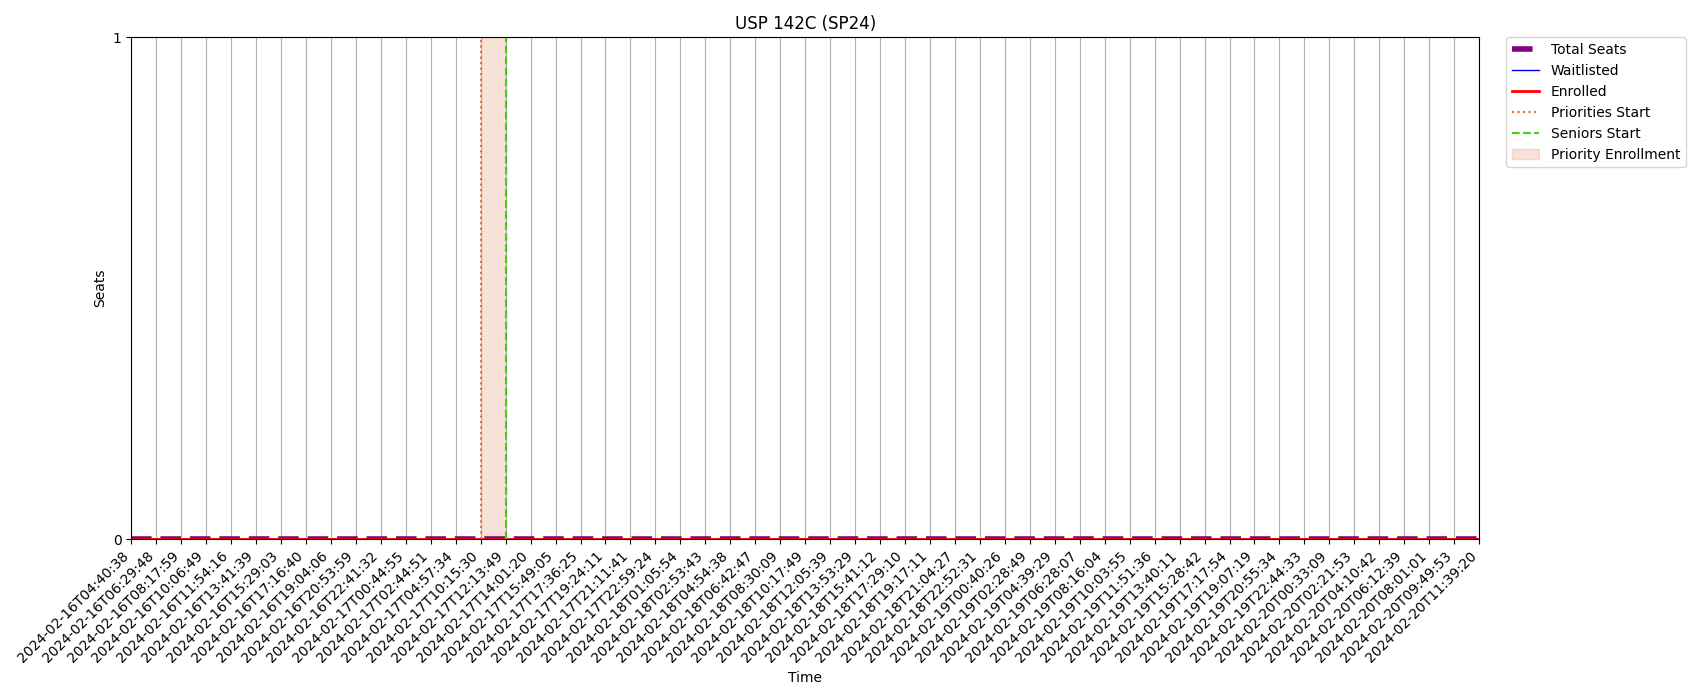 USP 142C (SP24)
1
0
Seats
Total Seats
Waitlisted
Enrolled
Priorities Start
Seniors Start
Priority Enrollment
2024-02-16T04:40:38
2024-02-16T06:29:48
2024-02-16T08:17:59
2024-02-16T10:06:49
2024-02-16T11:54:16
2024-02-16T13:41:39
2024-02-16T15:29:03
2024-02-16T17:16:40
2024-02-16T19:04:06
2024-02-16T20:53:59
2024-02-16T22:41:32
2024-02-17T00:44:55
2024-02-17T02:44:51
2024-02-17T04:57:34
2024-02-17T10:15:30
2024-02-17T12:13:49
2024-02-17T14:01:20
2024-02-17T15:49:05
2024-02-17T17:36:25
2024-02-17T19:24:11
2024-02-17T21:11:41
2024-02-17T22:59:24
2024-02-18T01:05:54
2024-02-18T02:53:43
2024-02-18T04:54:38
2024-02-18T06:42:47
2024-02-18T08:30:09
2024-02-18T10:17:49
2024-02-18T12:05:39
2024-02-18T13:53:29
2024-02-18T15:41:12
2024-02-18T17:29:10
2024-02-18T19:17:11
2024-02-18T21:04:27
2024-02-18T22:52:31
2024-02-19T00:40:26
2024-02-19T02:28:49
2024-02-19T04:39:29
2024-02-19T06:28:07
2024-02-19T08:16:04
2024-02-19T10:03:55
2024-02-19T11:51:36
2024-02-19T13:40:11
2024-02-19T15:28:42
2024-02-19T17:17:54
2024-02-19T19:07:19
2024-02-19T20:55:34
2024-02-19T22:44:33
2024-02-20T00:33:09
2024-02-20T02:21:53
2024-02-20T04:10:42
2024-02-20T06:12:39
2024-02-20T08:01:01
2024-02-20T09:49:53
2024-02-20T11:39:20
Time